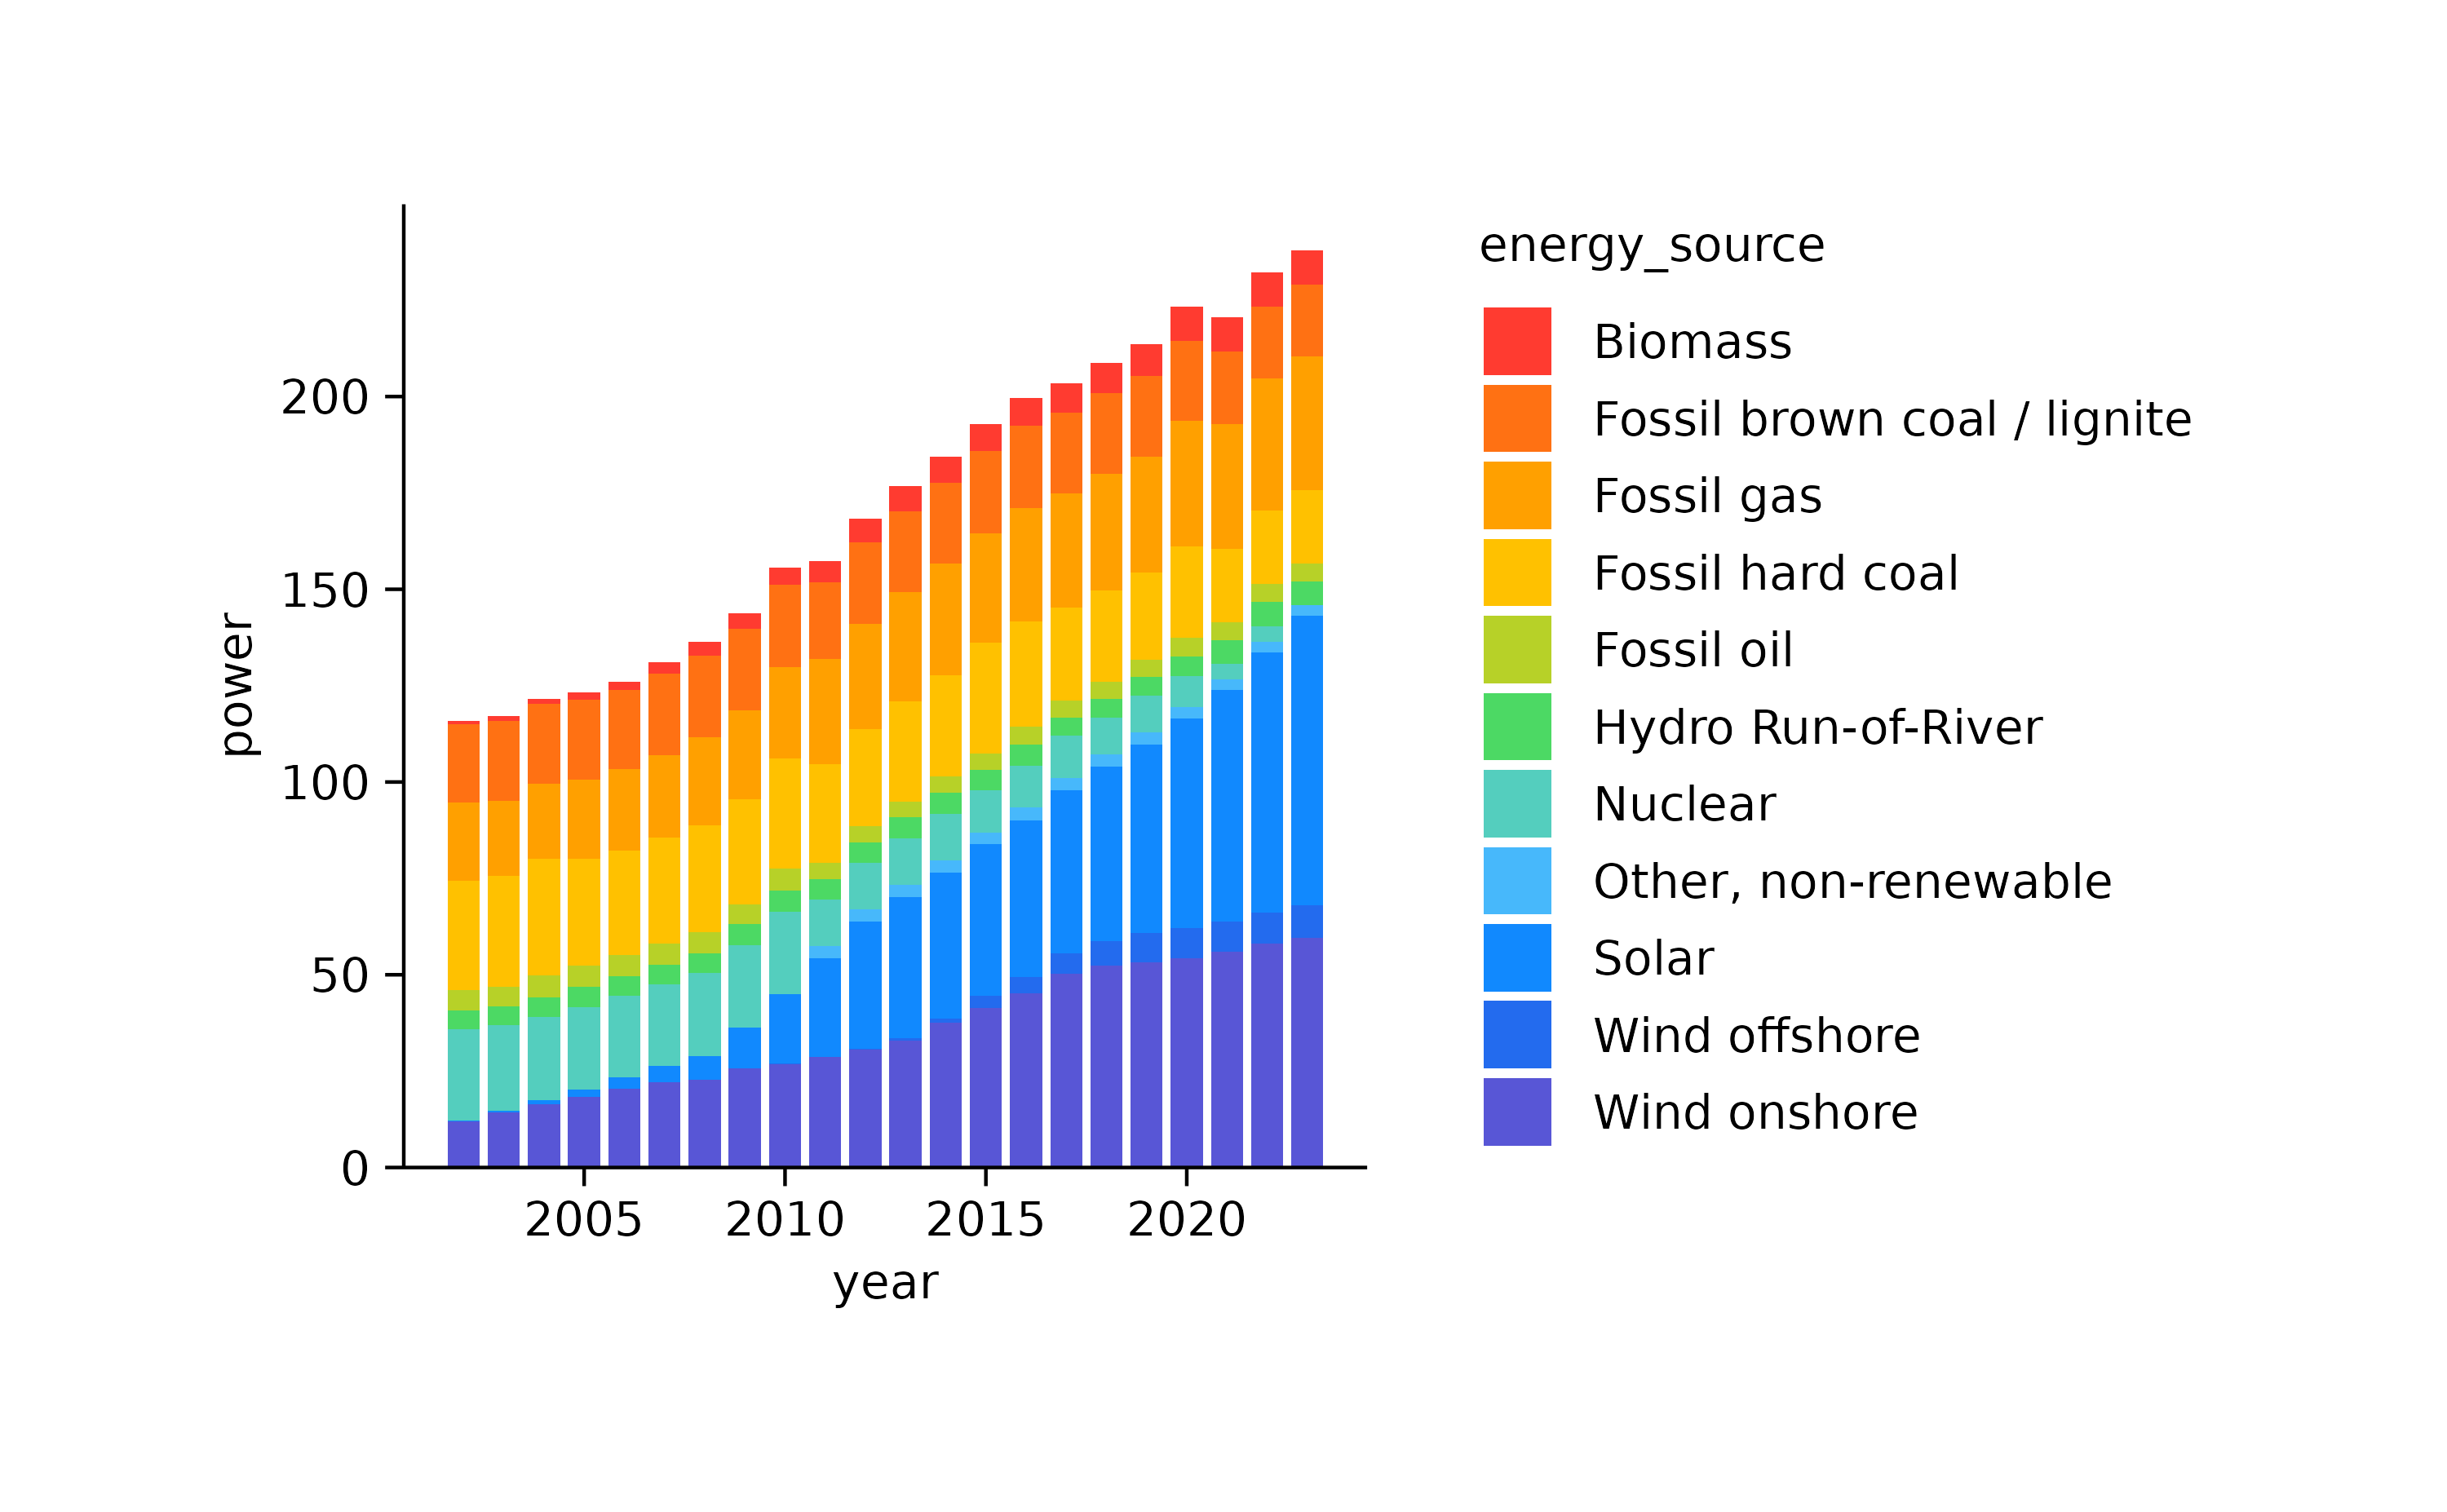 energy_source
Biomass
Fossil brown coal / lignite
Fossil gas
Fossil hard coal
Fossil oil
Hydro Run-of-River
Nuclear
Other, non-renewable
Solar
Wind offshore
Wind onshore
power
200
150
100
50
0
2005 2010 2015 2020
year